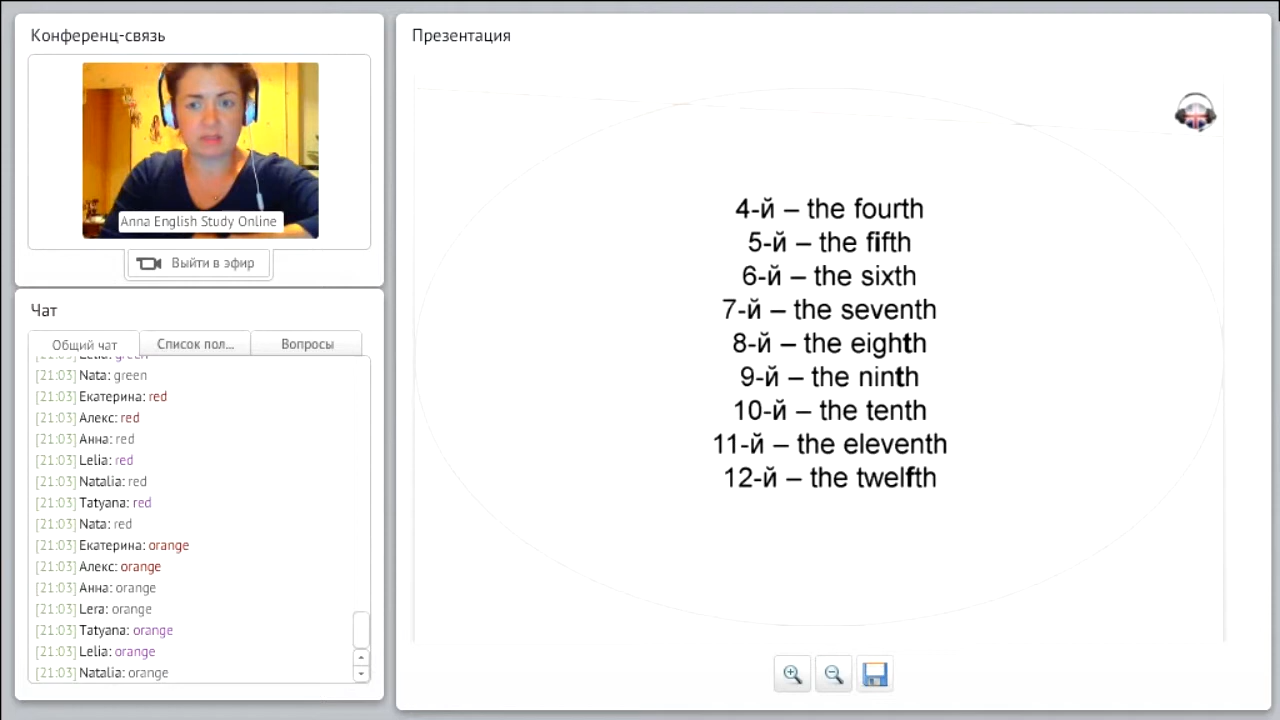 Конференц-связь
Anna English Study Online
Выйти в эфир
Чат
Общий чат
Список пол...
Вопросы
[21:03] Lelia: green
[21:03] Nata: green
[21:03] Екатерина: red
[21:03] Алекс: red
[21:03] Анна: red
[21:03] Lelia: red
[21:03] Natalia: red
[21:03] Tatyana: red
[21:03] Nata: red
[21:03] Екатерина: orange
[21:03] Алекс: orange
[21:03] Анна: orange
[21:03] Lera: orange
[21:03] Tatyana: orange
[21:03] Lelia: orange
[21:03] Natalia: orange
Презентация
4-й – the fourth
5-й – the fifth
6-й – the sixth
7-й – the seventh
8-й – the eighth
9-й – the ninth
10-й – the tenth
11-й – the eleventh
12-й – the twelfth